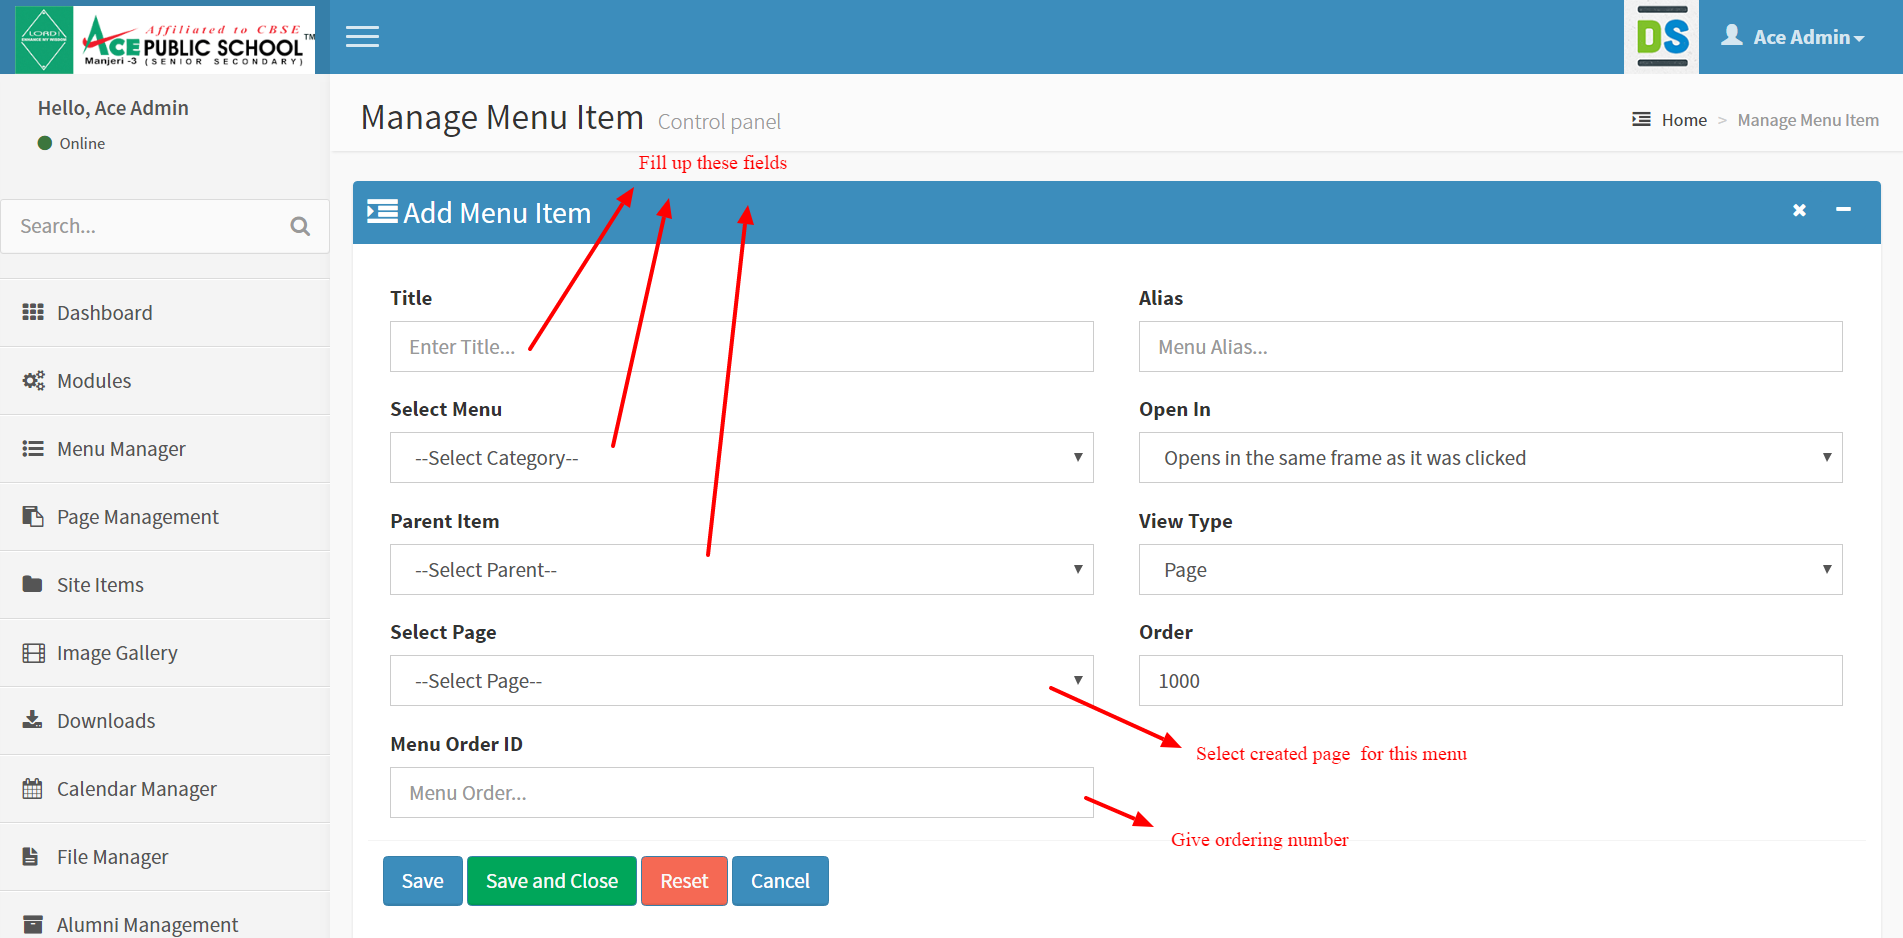 LORD!
ENHANCE MY WISDOM
Affiliated to CBSE
ACE PUBLIC SCHOOL TM
Manjeri -3 (SENIOR SECONDARY)
DS
Ace Admin
Hello, Ace Admin
Online
Search...
Dashboard
Modules
Menu Manager
Page Management
Site Items
Image Gallery
Downloads
Calendar Manager
File Manager
Alumni Management
Manage Menu Item Control panel
Home > Manage Menu Item
Fill up these fields
Add Menu Item
Title
Enter Title...
Alias
Menu Alias...
Select Menu
--Select Category--
Open In
Opens in the same frame as it was clicked
Parent Item
--Select Parent--
View Type
Page
Select Page
--Select Page--
Order
1000
Select created page  for this menu
Menu Order ID
Menu Order...
Give ordering number
Save
Save and Close
Reset
Cancel